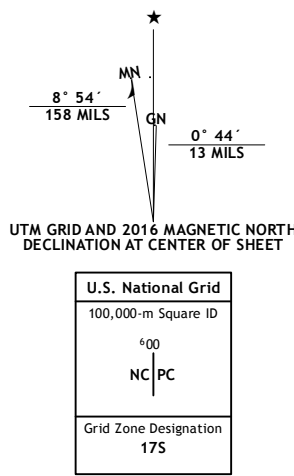 ★
MN
8° 54´
158 MILS
GN
0° 44´
13 MILS
UTM GRID AND 2016 MAGNETIC NORTH
DECLINATION AT CENTER OF SHEET
U.S. National Grid
100,000-m Square ID
⁶00
NC PC
Grid Zone Designation
17S